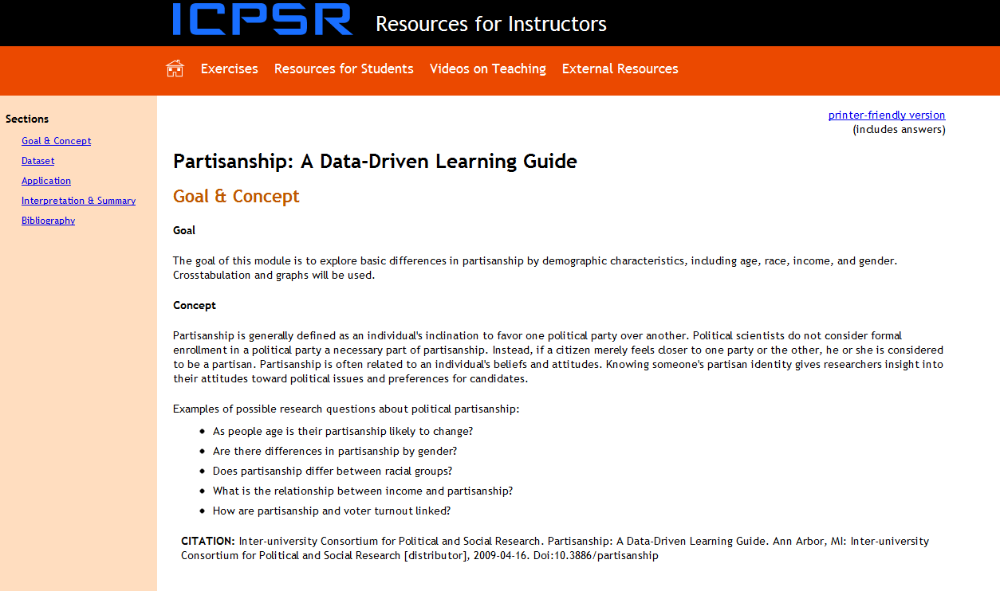 ICPSR Resources for Instructors
Exercises Resources for Students Videos on Teaching External Resources
Sections
Goal & Concept
Dataset
Application
Interpretation & Summary
Bibliography
printer-friendly version
(includes answers)
Partisanship: A Data-Driven Learning Guide
Goal & Concept
Goal
The goal of this module is to explore basic differences in partisanship by demographic characteristics, including age, race, income, and gender.
Crosstabulation and graphs will be used.
Concept
Partisanship is generally defined as an individual's inclination to favor one political party over another. Political scientists do not consider formal
enrollment in a political party a necessary part of partisanship. Instead, if a citizen merely feels closer to one party or the other, he or she is considered
to be a partisan. Partisanship is often related to an individual's beliefs and attitudes. Knowing someone's partisan identity gives researchers insight into
their attitudes toward political issues and preferences for candidates.
Examples of possible research questions about political partisanship:
• As people age is their partisanship likely to change?
• Are there differences in partisanship by gender?
• Does partisanship differ between racial groups?
• What is the relationship between income and partisanship?
• How are partisanship and voter turnout linked?
CITATION: Inter-university Consortium for Political and Social Research. Partisanship: A Data-Driven Learning Guide. Ann Arbor, MI: Inter-university
Consortium for Political and Social Research [distributor], 2009-04-16. Doi:10.3886/partisanship